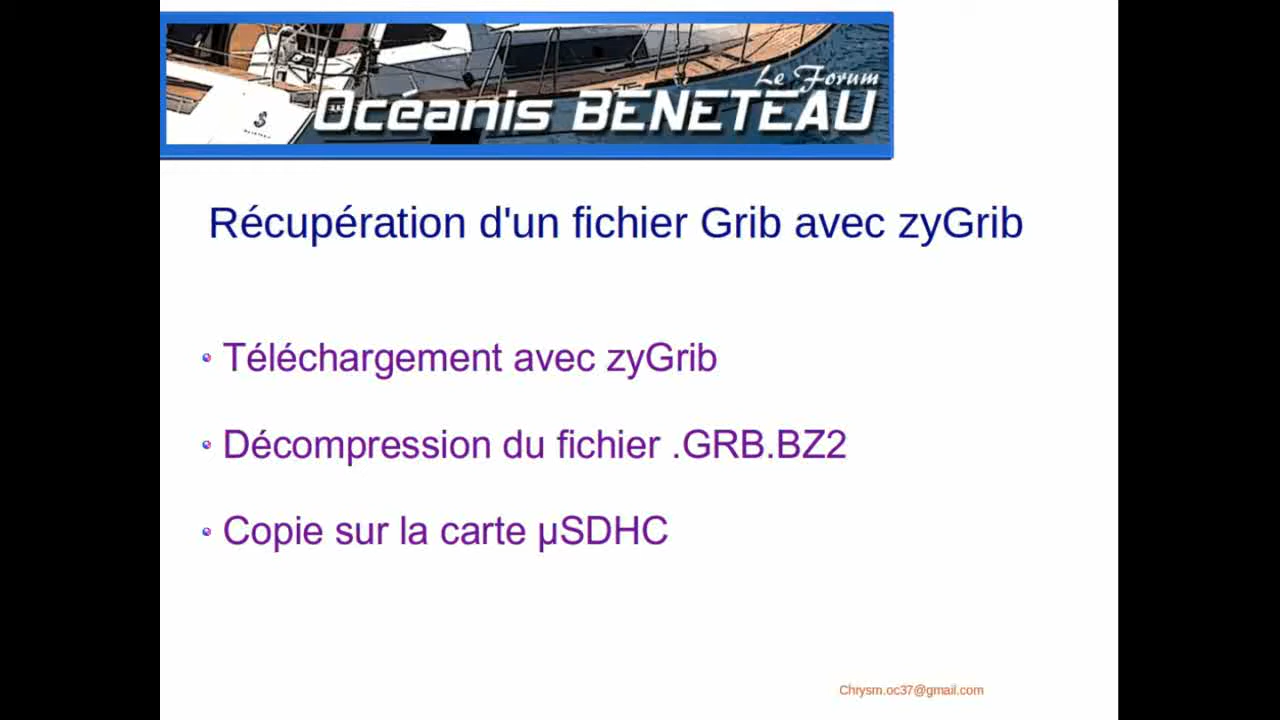 Le Forum
Océanis BENETEAU
Récupération d'un fichier Grib avec zyGrib
Téléchargement avec zyGrib
Décompression du fichier .GRB.BZ2
Copie sur la carte µSDHC
Chrysm.oc37@gmail.com